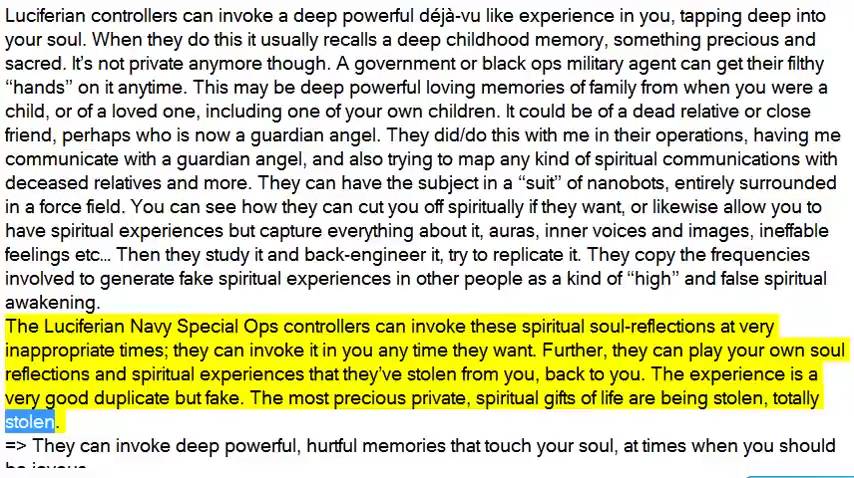 Luciferian controllers can invoke a deep powerful déjà-vu like experience in you, tapping deep into
your soul. When they do this it usually recalls a deep childhood memory, something precious and
sacred. It's not private anymore though. A government or black ops military agent can get their filthy
“hands” on it anytime. This may be deep powerful loving memories of family from when you were a
child, or of a loved one, including one of your own children. It could be of a dead relative or close
friend, perhaps who is now a guardian angel. They did/do this with me in their operations, having me
communicate with a guardian angel, and also trying to map any kind of spiritual communications with
deceased relatives and more. They can have the subject in a “suit” of nanobots, entirely surrounded
in a force field. You can see how they can cut you off spiritually if they want, or likewise allow you to
have spiritual experiences but capture everything about it, auras, inner voices and images, ineffable
feelings etc... Then they study it and back-engineer it, try to replicate it. They copy the frequencies
involved to generate fake spiritual experiences in other people as a kind of “high” and false spiritual
awakening.
The Luciferian Navy Special Ops controllers can invoke these spiritual soul-reflections at very
inappropriate times; they can invoke it in you any time they want. Further, they can play your own soul
reflections and spiritual experiences that they've stolen from you, back to you. The experience is a
very good duplicate but fake. The most precious private, spiritual gifts of life are being stolen, totally
stolen.
=> They can invoke deep powerful, hurtful memories that touch your soul, at times when you should